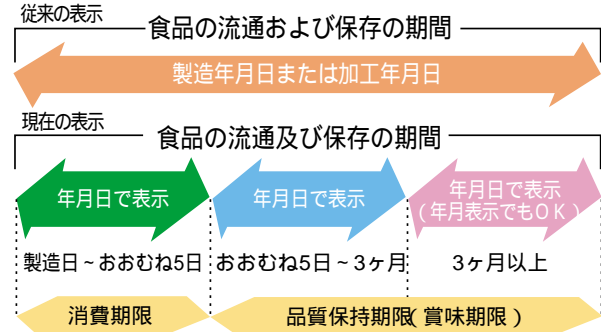 従来の表示
食品の流通および保存の期間
製造年月日または加工年月日
現在の表示
食品の流通及び保存の期間
年月日で表示
年月日で表示
年月日で表示
(年月表示でもOK)
製造日~おおむね5日
おおむね5日~3ヶ月
3ヶ月以上
消費期限
品質保持期限(賞味期限)